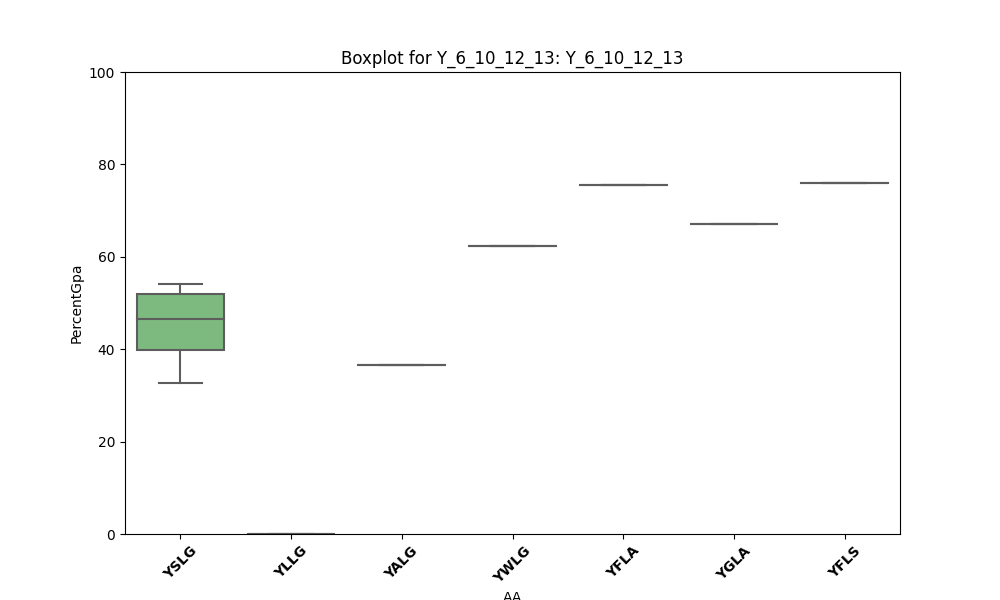 Boxplot for Y_6_10_12_13: Y_6_10_12_13
100
80
60
40
20
0
PercentGpa
YSLG
YLLG
YALG
YWLG
YFLA
YGLA
YFLS
AA